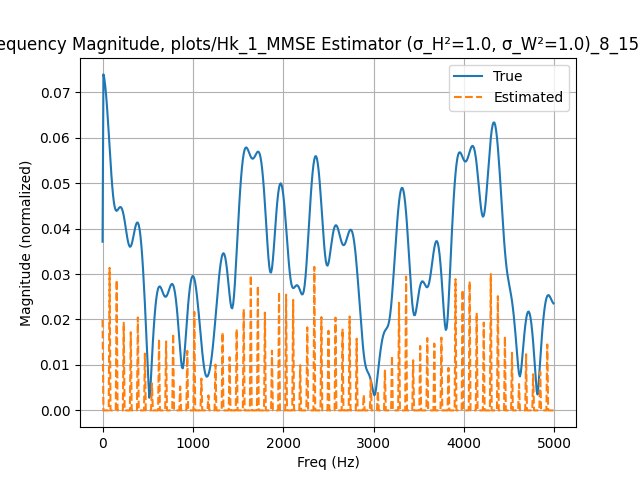 equency Magnitude, plots/Hk_1_MMSE Estimator (σ_H²=1.0, σ_W²=1.0)_8_15
True
Estimated
Magnitude (normalized)
0.07
0.06
0.05
0.04
0.03
0.02
0.01
0.00
0
1000
2000
3000
4000
5000
Freq (Hz)